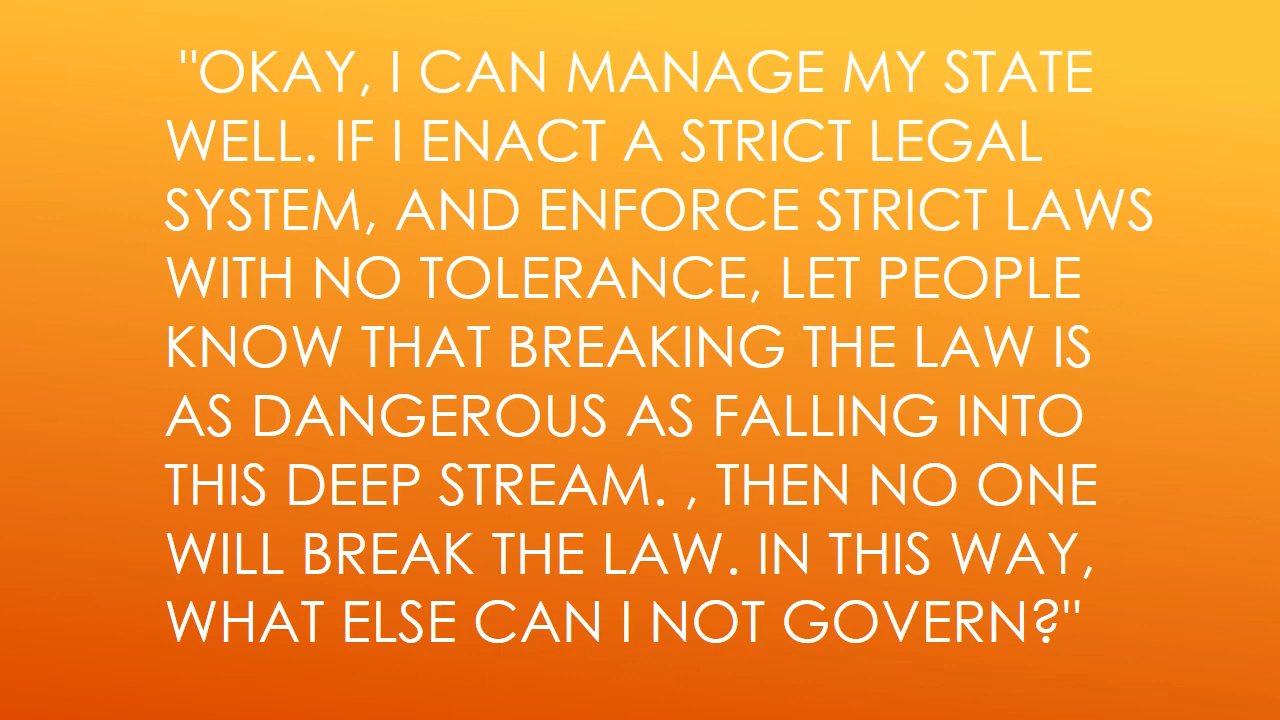 "OKAY, I CAN MANAGE MY STATE
WELL. IF I ENACT A STRICT LEGAL
SYSTEM, AND ENFORCE STRICT LAWS
WITH NO TOLERANCE, LET PEOPLE
KNOW THAT BREAKING THE LAW IS
AS DANGEROUS AS FALLING INTO
THIS DEEP STREAM. , THEN NO ONE
WILL BREAK THE LAW. IN THIS WAY,
WHAT ELSE CAN I NOT GOVERN?"